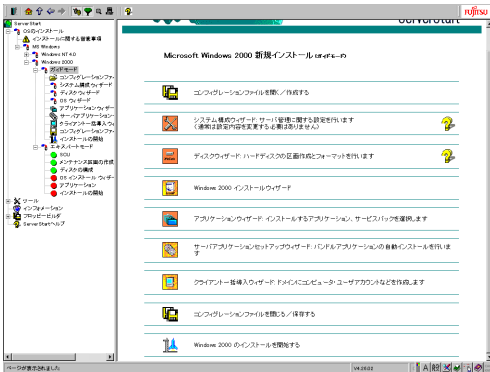 FUJITSU
ServerStart
ServerStart
OSのインストール
インストールに関する留意事項
MS Windows
Windows NT 4.0
Windows 2000
ガイドモード
コンフィグレーションファ
システム構成ウィザード
ディスクウィザード
OS ウィザード
アプリケーションウィザー
サーバアプリケーション
クライアント一括導入ウィ
コンフィグレーションファ
インストールの開始
エキスパートモード
SCU
メンテナンス区画の作成
ディスクの構成
OS インストール ウィザー
アプリケーション
インストールの開始
ツール
インフォメーション
フロッピービルダ
ServerStartヘルプ
Microsoft Windows 2000 新規インストール (ガイドモード)
コンフィグレーションファイルを開く／作成する
システム構成ウィザード: サーバ管理に関する設定を行います
(通常は設定内容を変更する必要はありません)
ディスクウィザード: ハードディスクの区画作成とフォーマットを行います
Windows 2000 インストールウィザード
アプリケーションウィザード: インストールするアプリケーション、サービスパックを選択します
サーバアプリケーションセットアップウィザード: バンドルアプリケーションの自動インストールを行いま
す
クライアント一括導入ウィザード: ドメインにコンピュータ・ユーザアカウントなどを作成します
コンフィグレーションファイルを閉じる／保存する
Windows 2000 のインストールを開始する
ページが表示されました
V4.20.02
A 般